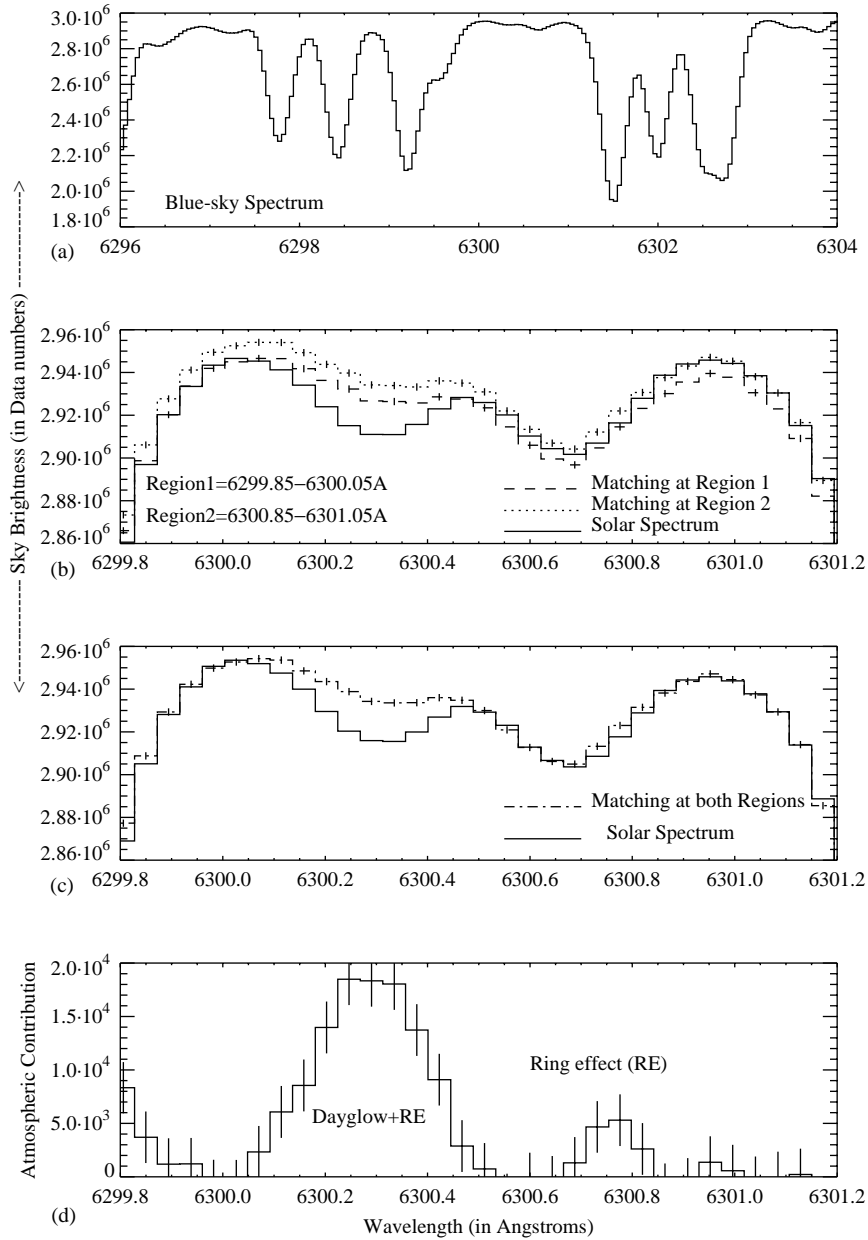 3.0·10⁶
2.8·10⁶
2.6·10⁶
2.4·10⁶
2.2·10⁶
2.0·10⁶
1.8·10⁶
Blue-sky Spectrum
(a)
6296 6298 6300 6302 6304
<-------- Sky Brightness (in Data numbers) -------->
2.96·10⁶
2.94·10⁶
2.92·10⁶
2.90·10⁶
2.88·10⁶
2.86·10⁶
Region1=6299.85−6300.05A
Region2=6300.85−6301.05A
Matching at Region 1
Matching at Region 2
Solar Spectrum
(b)
6299.8 6300.0 6300.2 6300.4 6300.6 6300.8 6301.0 6301.2
2.96·10⁶
2.94·10⁶
2.92·10⁶
2.90·10⁶
2.88·10⁶
2.86·10⁶
Matching at both Regions
Solar Spectrum
(c)
6299.8 6300.0 6300.2 6300.4 6300.6 6300.8 6301.0 6301.2
Atmospheric Contribution
2.0·10⁴
1.5·10⁴
1.0·10⁴
5.0·10³
0
Ring effect (RE)
Dayglow+RE
(d)
6299.8 6300.0 6300.2 6300.4 6300.6 6300.8 6301.0 6301.2
Wavelength (in Angstroms)